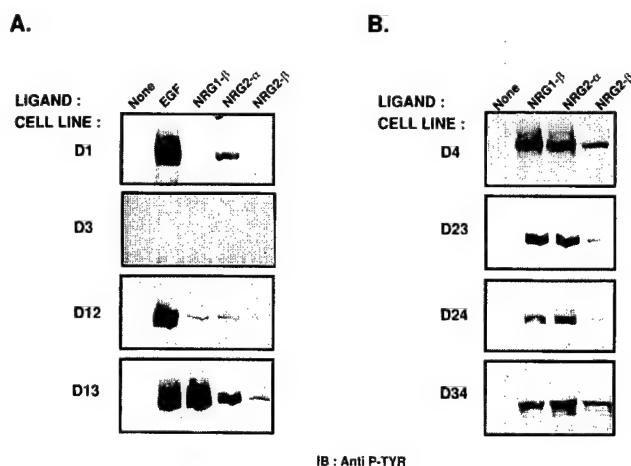 A.
LIGAND :
None EGF NRG1-β NRG2-α NRG2-β
CELL LINE :
D1
D3
D12
D13
B.
LIGAND :
None NRG1-β NRG2-α NRG2-β
CELL LINE :
D4
D23
D24
D34
IB : Anti P-TYR